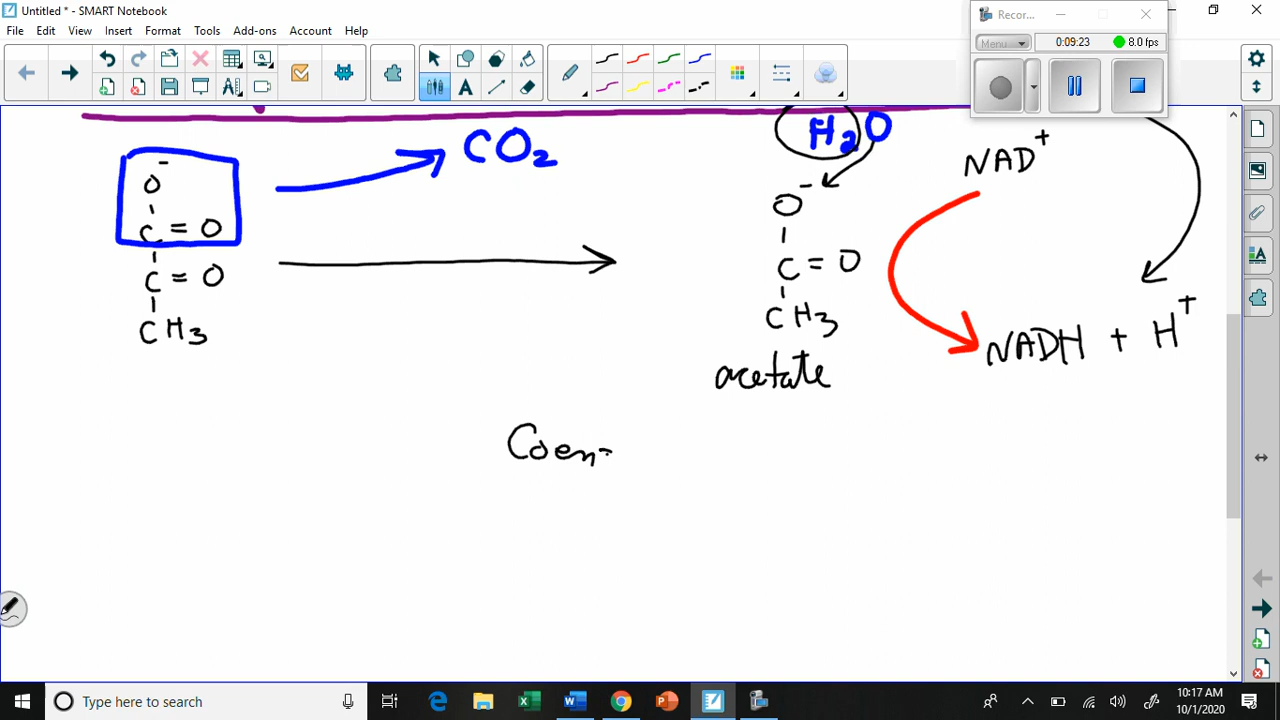 Untitled * - SMART Notebook
File Edit View Insert Format Tools Add-ons Account Help
Recor...
Menu 0:09:23 8.0 fps
CO₂
H₂O
NAD⁺
O⁻
C = O
C = O
CH₃
O⁻
C = O
CH₃
acetate
NADH + H⁺
Coen
Type here to search
10:17 AM
10/1/2020